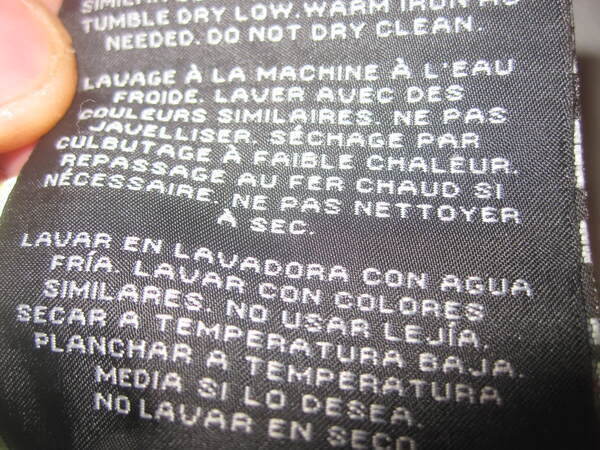 TUMBLE DRY LOW. WARM IRON AS
NEEDED. DO NOT DRY CLEAN.
LAVAGE À LA MACHINE À L'EAU
FROIDE. LAVER AVEC DES
COULEURS SIMILAIRES. NE PAS
JAVELLISER. SÉCHAGE PAR
CULBUTAGE À FAIBLE CHALEUR.
REPASSAGE AU FER CHAUD SI
NÉCESSAIRE. NE PAS NETTOYER
À SEC.
LAVAR EN LAVADORA CON AGUA
FRÍA. LAVAR CON COLORES
SIMILARES. NO USAR LEJÍA.
SECAR A TEMPERATURA BAJA.
PLANCHAR A TEMPERATURA
MEDIA SI LO DESEA.
NO LAVAR EN SECO